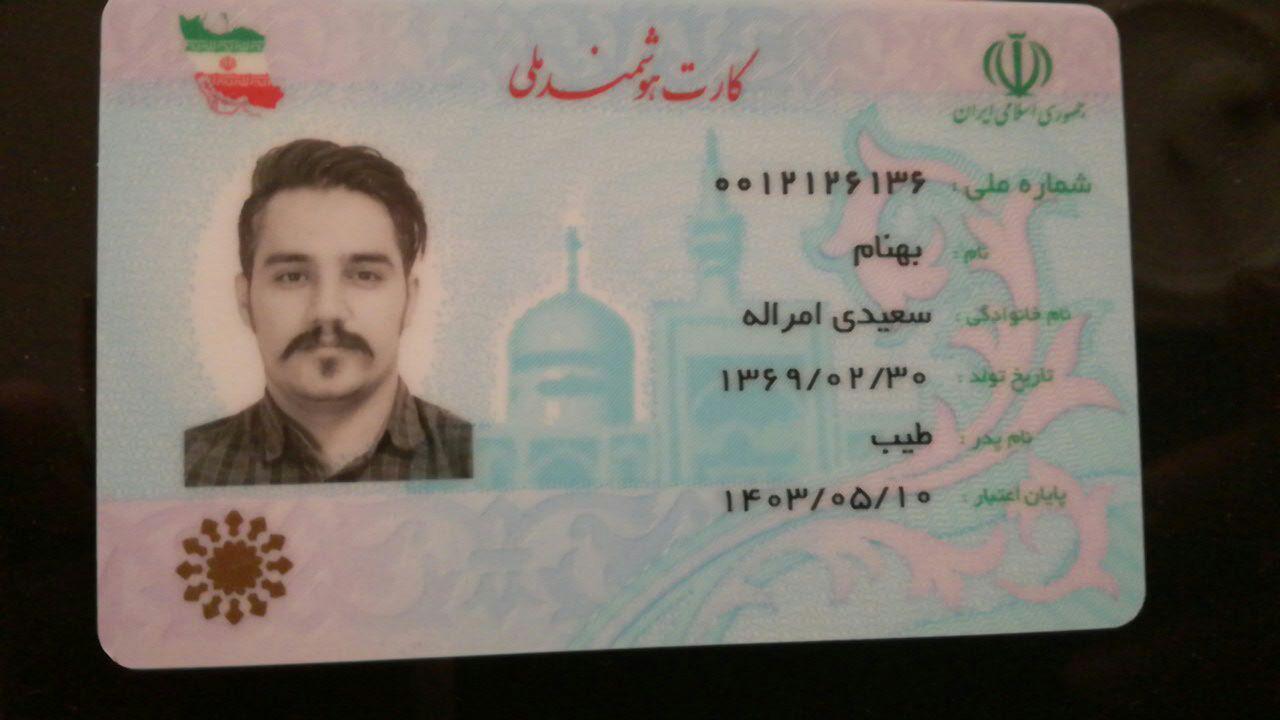 کارت هوشمند ملی
جمهوری اسلامی ایران
شماره ملی : ۰۰۱۲۱۲۶۱۳۶
نام : بهنام
نام خانوادگی : سعیدی امراله
تاریخ تولد : ۱۳۶۹/۰۲/۳۰
نام پدر : طیب
پایان اعتبار : ۱۴۰۳/۰۵/۱۰